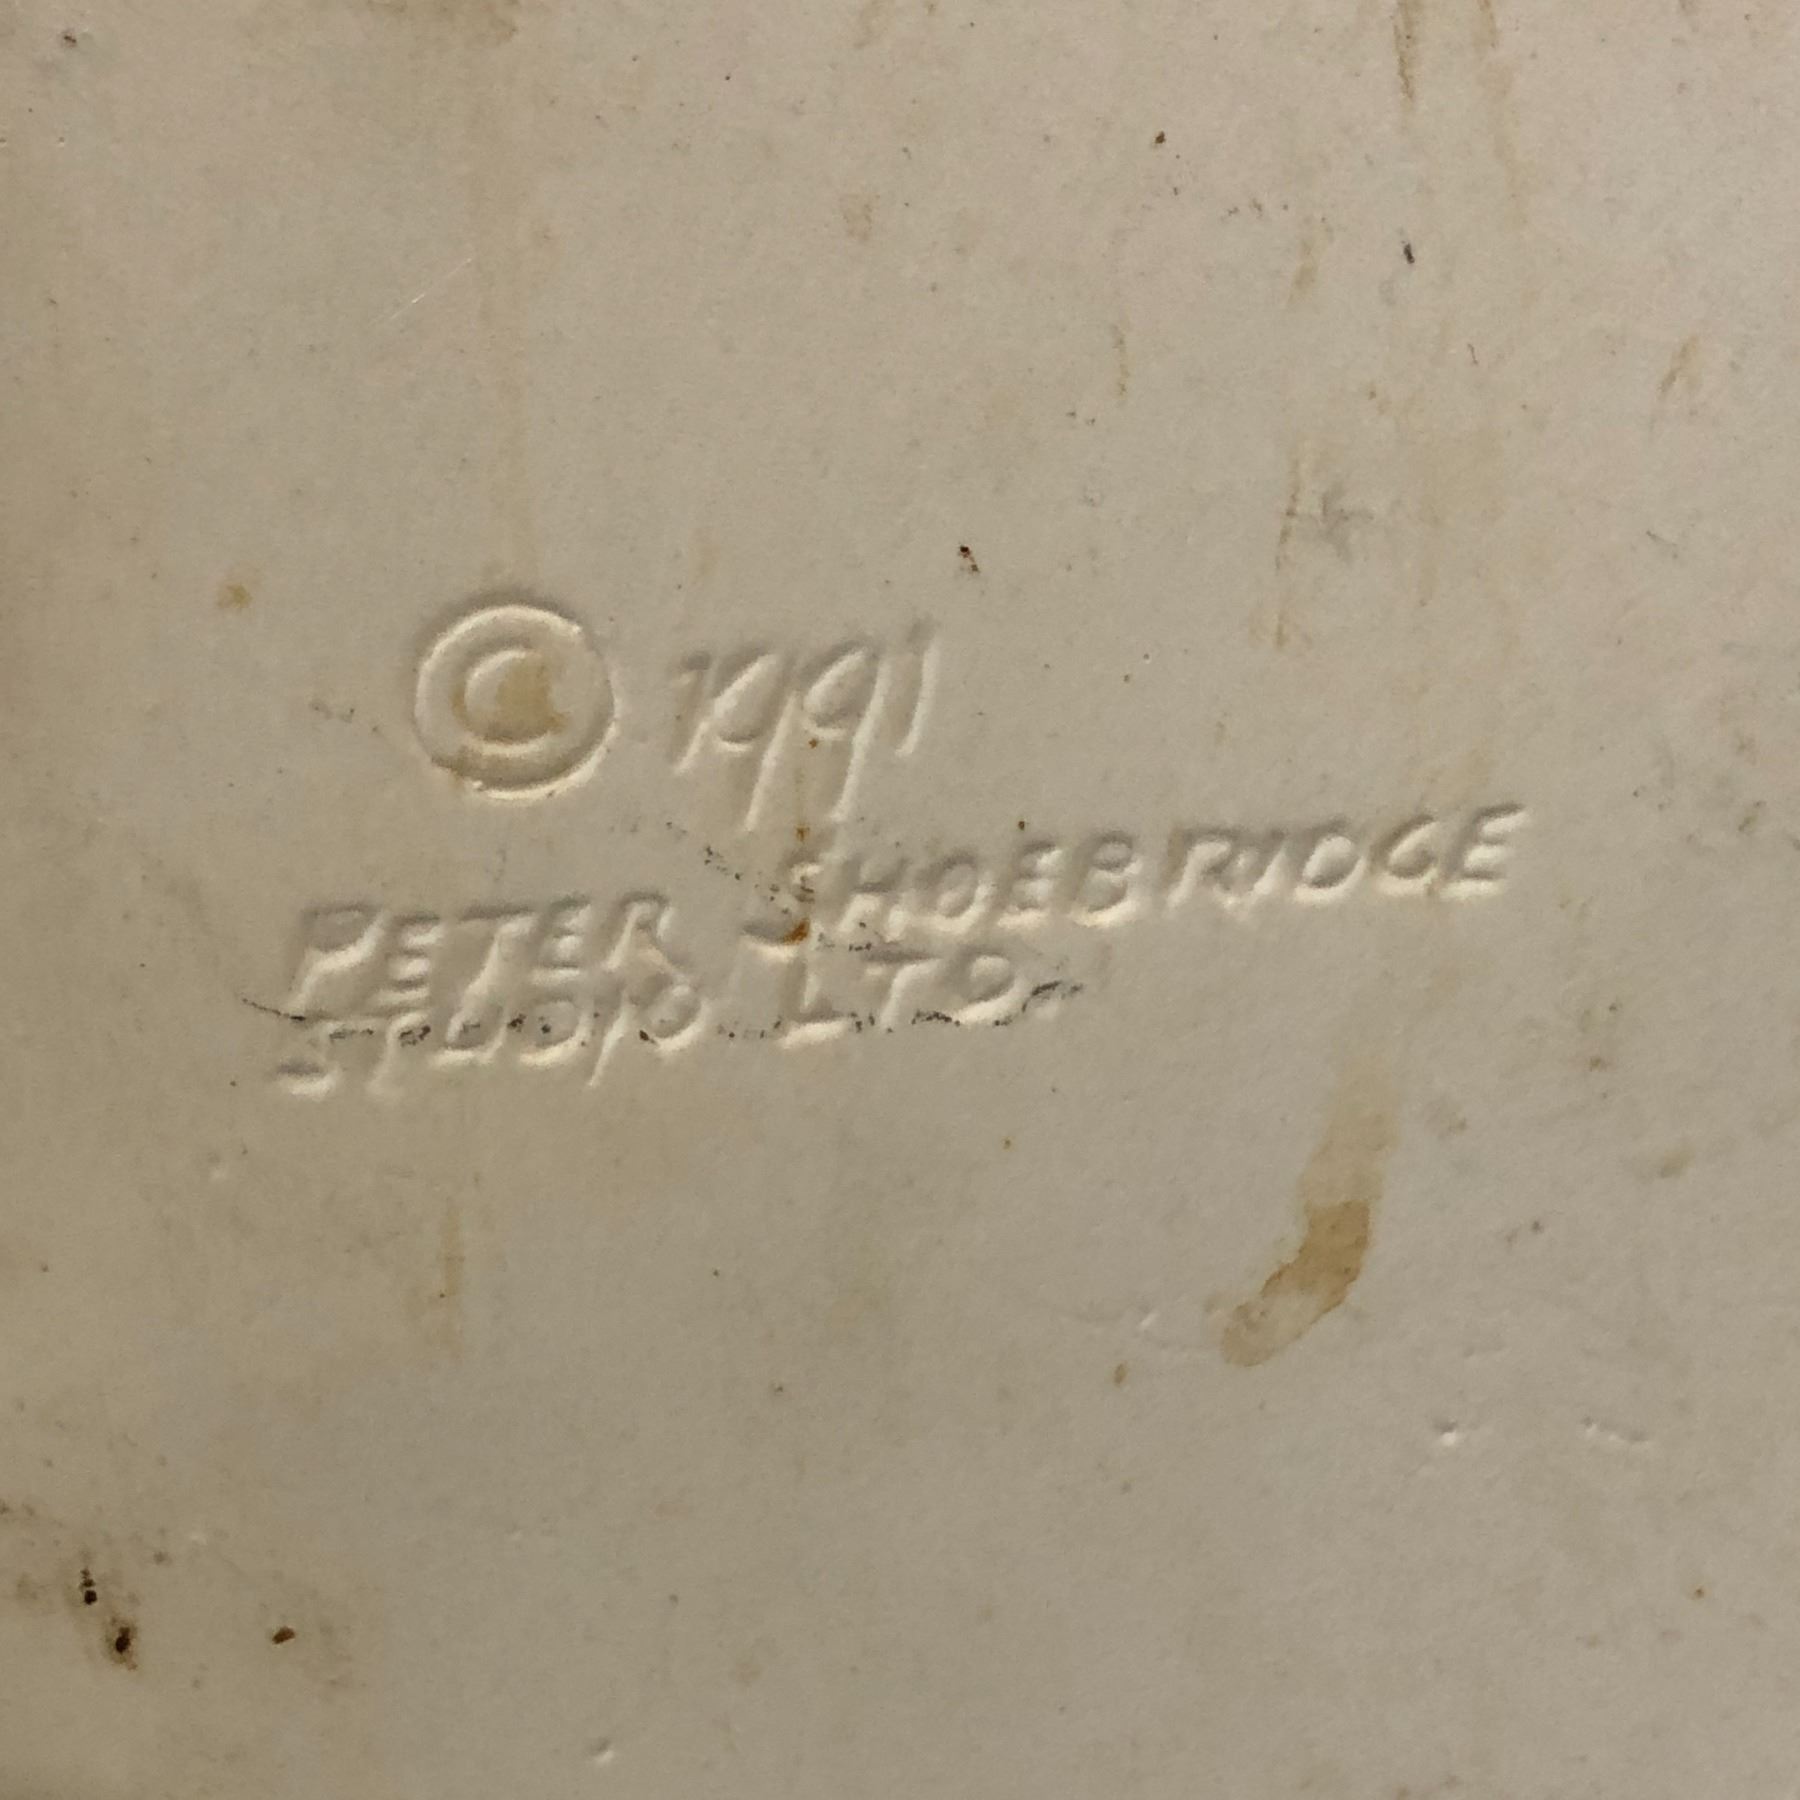 © 1991
PETER SHOEBRIDGE
STUDIO LTD.